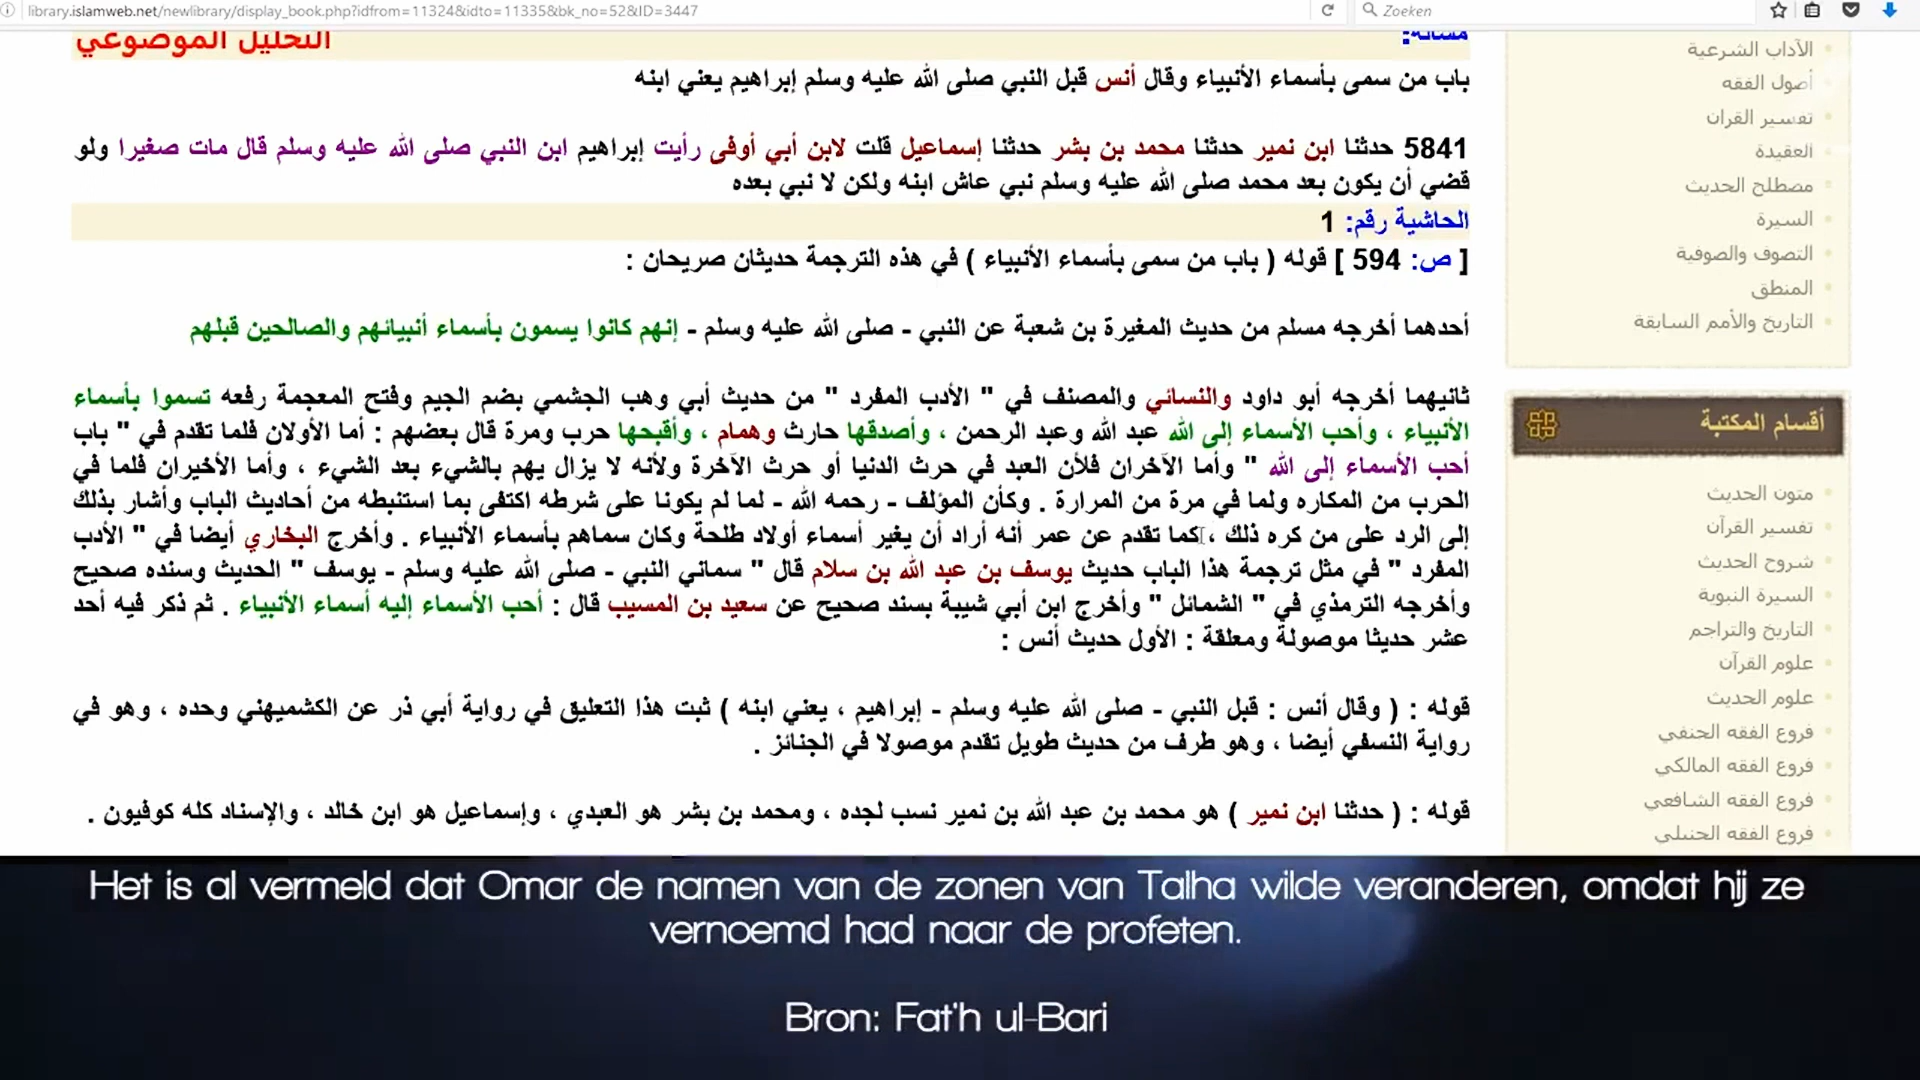 library.islamweb.net/newlibrary/display_book.php?idfrom=11324&idto=11335&bk_no=52&ID=3447
Zoeken
مسألة:
التحليل الموضوعي
باب من سمى بأسماء الأنبياء وقال أنس قبل النبي صلى الله عليه وسلم إبراهيم يعني ابنه
5841 حدثنا ابن نمير حدثنا محمد بن بشر حدثنا إسماعيل قلت لابن أبي أوفى رأيت إبراهيم ابن النبي صلى الله عليه وسلم قال مات صغيرا ولو
قضي أن يكون بعد محمد صلى الله عليه وسلم نبي عاش ابنه ولكن لا نبي بعده
الحاشية رقم: 1
[ ص: 594 ] قوله ( باب من سمى بأسماء الأنبياء ) في هذه الترجمة حديثان صريحان :
أحدهما أخرجه مسلم من حديث المغيرة بن شعبة عن النبي - صلى الله عليه وسلم - إنهم كانوا يسمون بأسماء أنبيائهم والصالحين قبلهم
ثانيهما أخرجه أبو داود والنسائي والمصنف في " الأدب المفرد " من حديث أبي وهب الجشمي بضم الجيم وفتح المعجمة رفعه تسموا بأسماء
الأنبياء ، وأحب الأسماء إلى الله عبد الله وعبد الرحمن ، وأصدقها حارث وهمام ، وأقبحها حرب ومرة قال بعضهم : أما الأولان فلما تقدم في " باب
أحب الأسماء إلى الله " وأما الآخران فلأن العبد في حرث الدنيا أو حرث الآخرة ولأنه لا يزال يهم بالشيء بعد الشيء ، وأما الأخيران فلما في
الحرب من المكاره ولما في مرة من المرارة . وكأن المؤلف - رحمه الله - لما لم يكونا على شرطه اكتفى بما استنبطه من أحاديث الباب وأشار بذلك
إلى الرد على من كره ذلك ، كما تقدم عن عمر أنه أراد أن يغير أسماء أولاد طلحة وكان سماهم بأسماء الأنبياء . وأخرج البخاري أيضا في " الأدب
المفرد " في مثل ترجمة هذا الباب حديث يوسف بن عبد الله بن سلام قال " سماني النبي - صلى الله عليه وسلم - يوسف " الحديث وسنده صحيح
وأخرجه الترمذي في " الشمائل " وأخرج ابن أبي شيبة بسند صحيح عن سعيد بن المسيب قال : أحب الأسماء إليه أسماء الأنبياء . ثم ذكر فيه أحد
عشر حديثا موصولة ومعلقة : الأول حديث أنس :
قوله : ( وقال أنس : قبل النبي - صلى الله عليه وسلم - إبراهيم ، يعني ابنه ) ثبت هذا التعليق في رواية أبي ذر عن الكشميهني وحده ، وهو في
رواية النسفي أيضا ، وهو طرف من حديث طويل تقدم موصولا في الجنائز .
قوله : ( حدثنا ابن نمير ) هو محمد بن عبد الله بن نمير نسب لجده ، ومحمد بن بشر هو العبدي ، وإسماعيل هو ابن خالد ، والإسناد كله كوفيون .
الآداب الشرعية
أصول الفقه
تفسير القران
العقيدة
مصطلح الحديث
السيرة
التصوف والصوفية
المنطق
التاريخ والأمم السابقة
أقسام المكتبة
متون الحديث
تفسير القرآن
شروح الحديث
السيرة النبوية
التاريخ والتراجم
علوم القرآن
علوم الحديث
فروع الفقه الحنفي
فروع الفقه المالكي
فروع الفقه الشافعي
فروع الفقه الحنبلي
Het is al vermeld dat Omar de namen van de zonen van Talha wilde veranderen, omdat hij ze
vernoemd had naar de profeten.
Bron: Fat'h ul-Bari